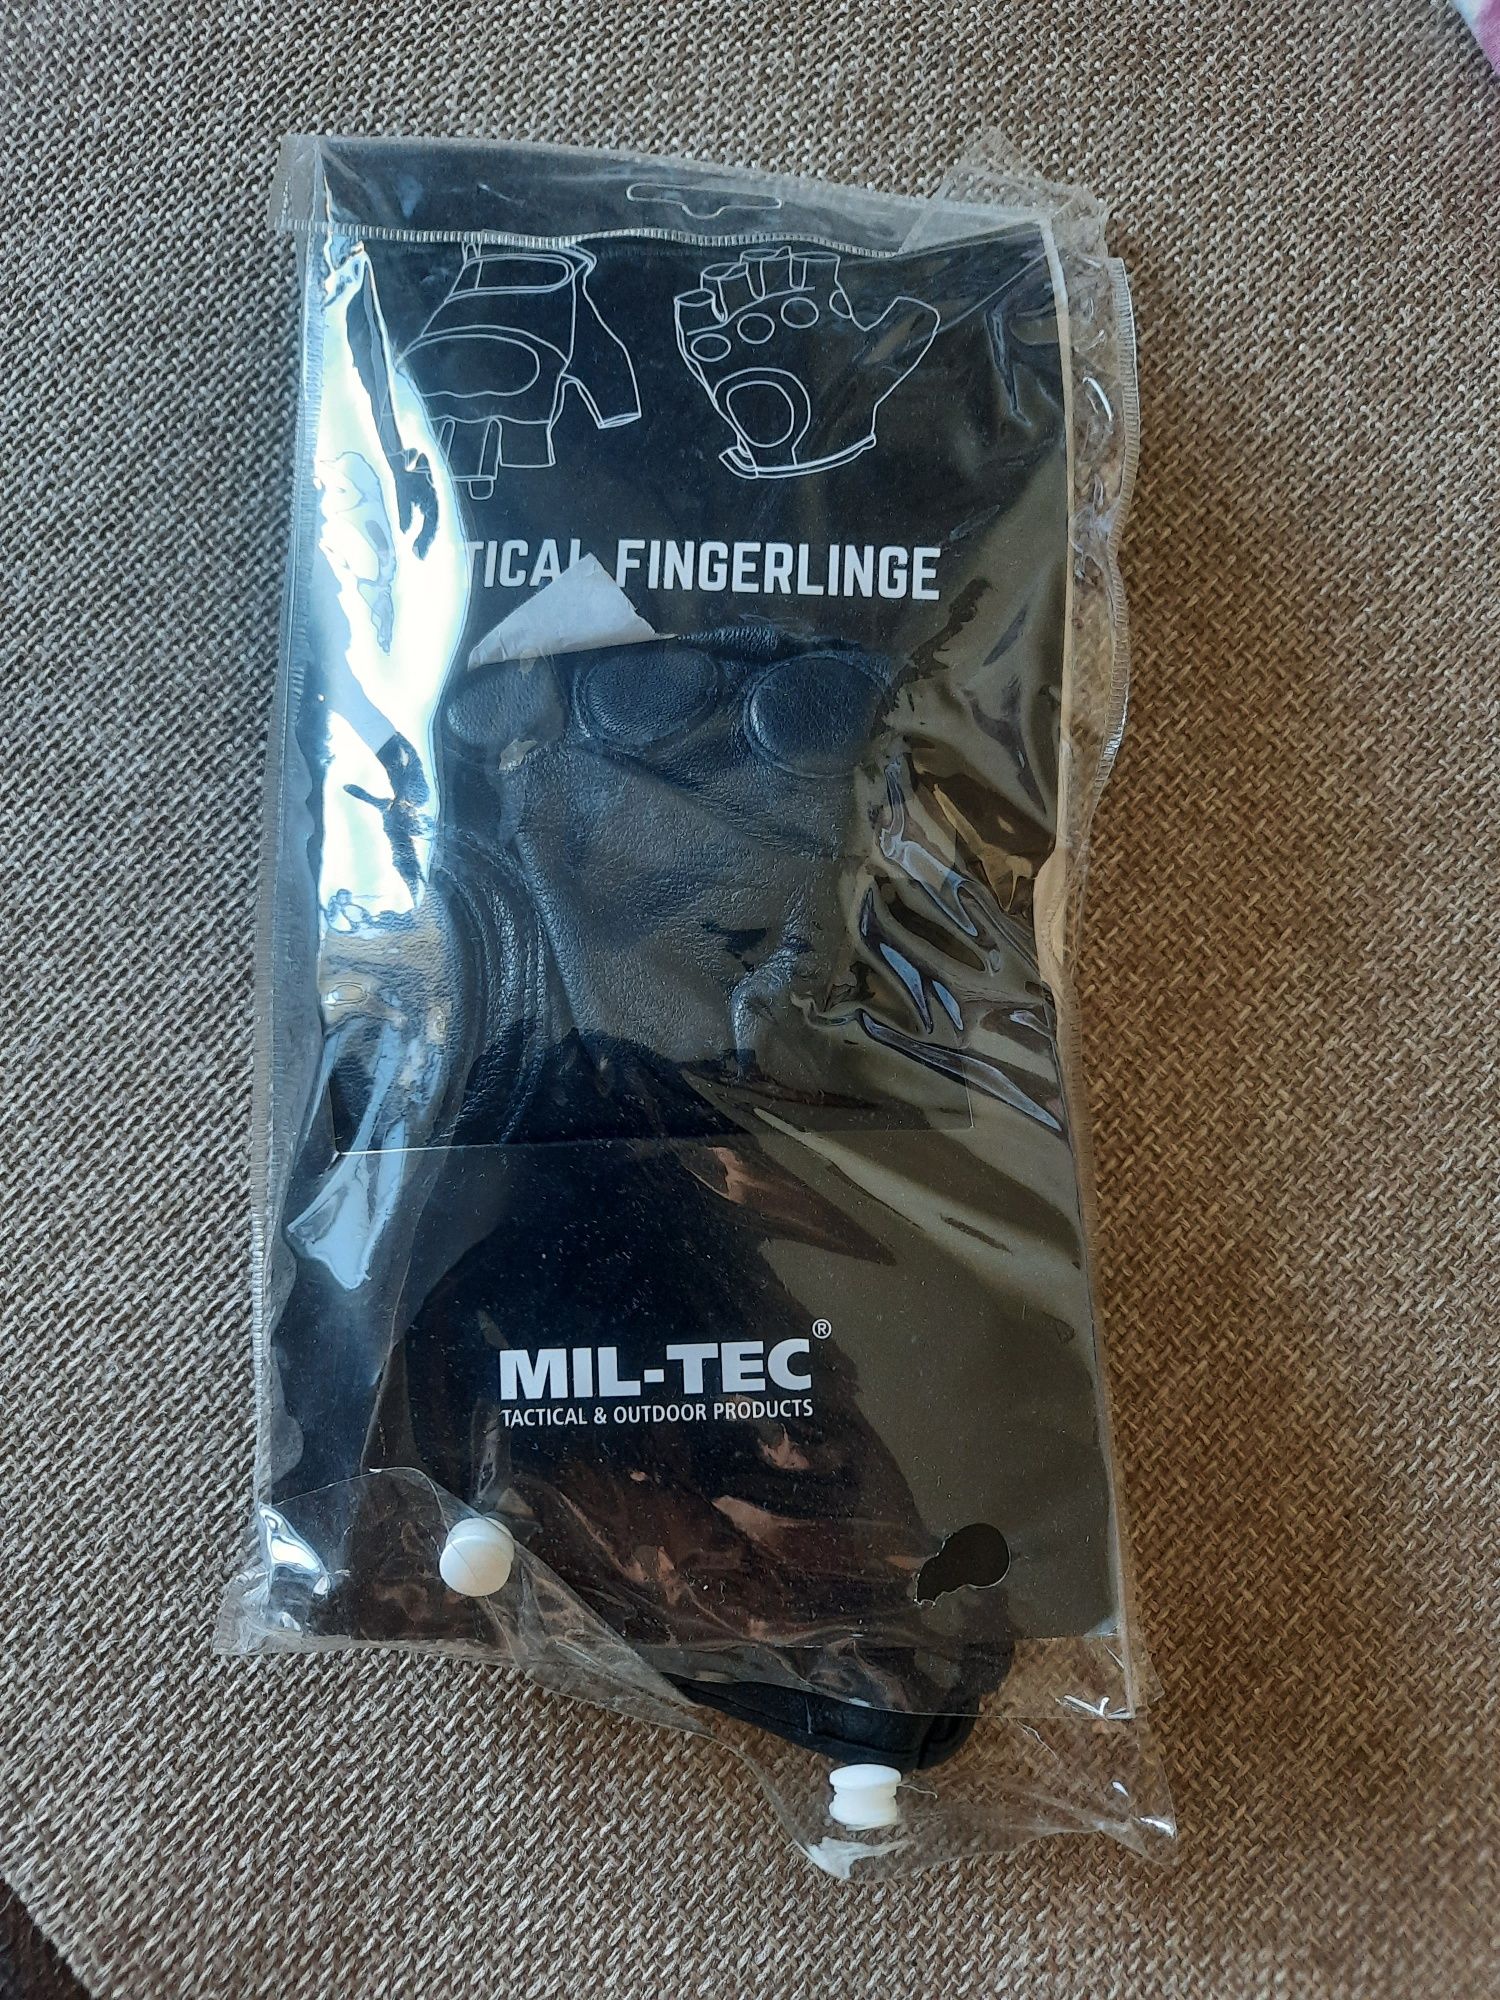 TICAL FINGERLINGE
MIL-TEC®
TACTICAL & OUTDOOR PRODUCTS